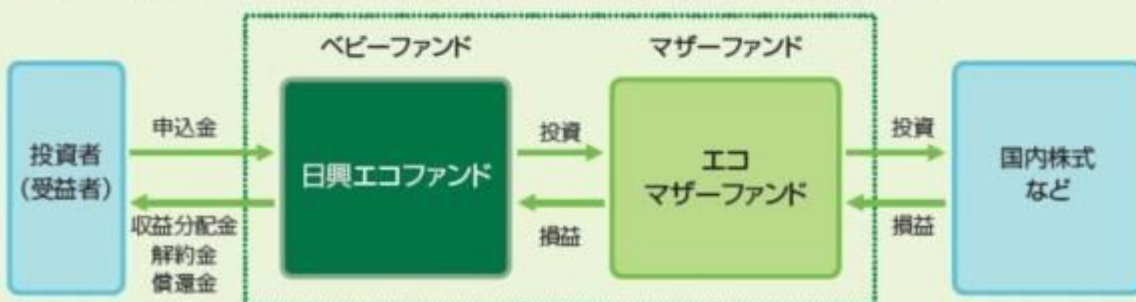 ベビーファンド
マザーファンド
投資者
（受益者）
申込金
収益分配金
解約金
償還金
日興エコファンド
投資
損益
エコ
マザーファンド
投資
損益
国内株式
など